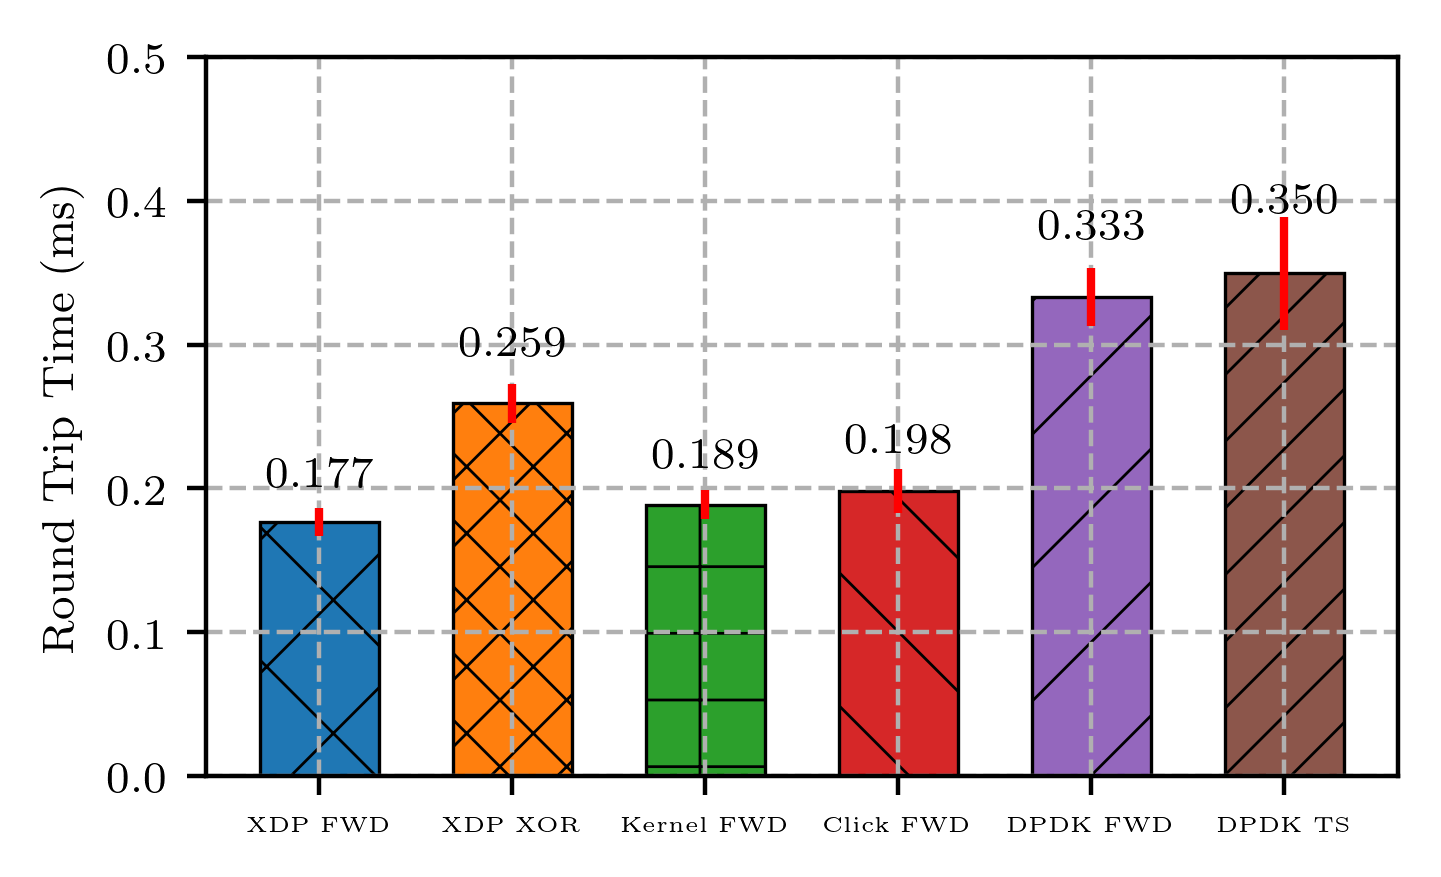 Round Trip Time (ms)
0.5
0.4
0.3
0.2
0.1
0.0
0.177
0.259
0.189
0.198
0.333
0.350
XDP FWD
XDP XOR
Kernel FWD
Click FWD
DPDK FWD
DPDK TS